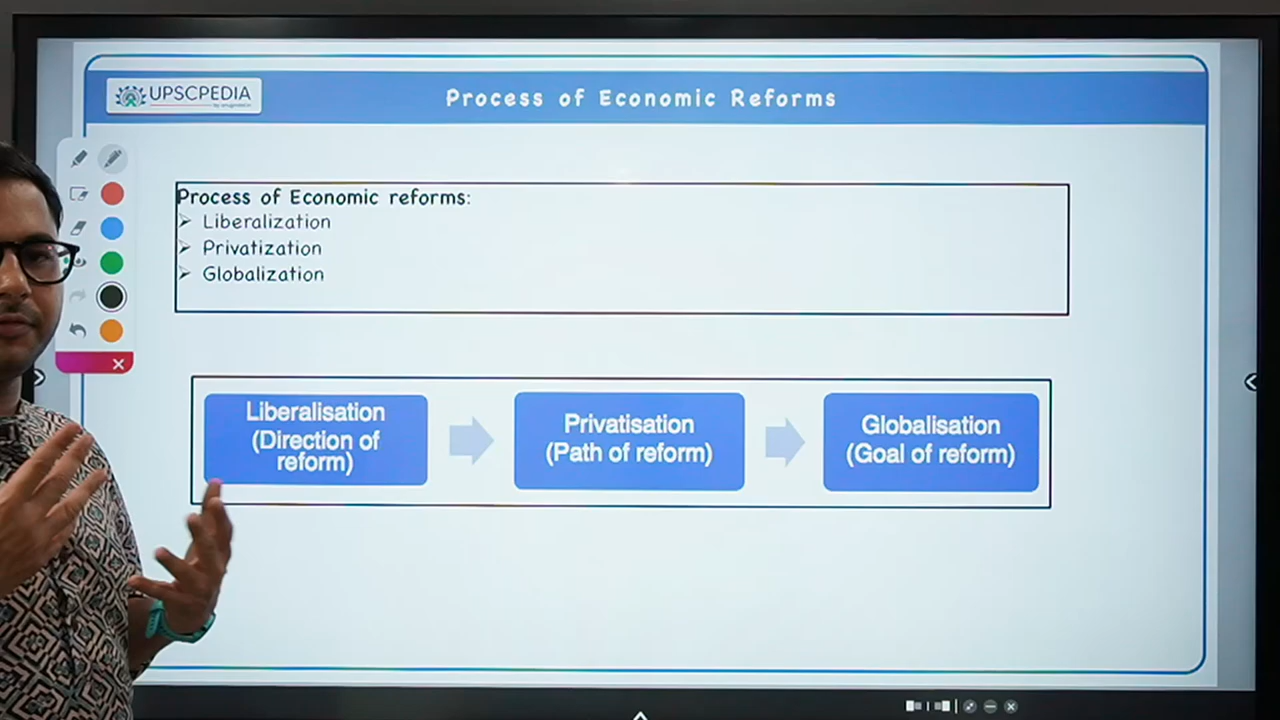 UPSCPEDIA
Process of Economic Reforms
Process of Economic reforms:
Liberalization
Privatization
Globalization
Liberalisation
(Direction of
reform)
Privatisation
(Path of reform)
Globalisation
(Goal of reform)